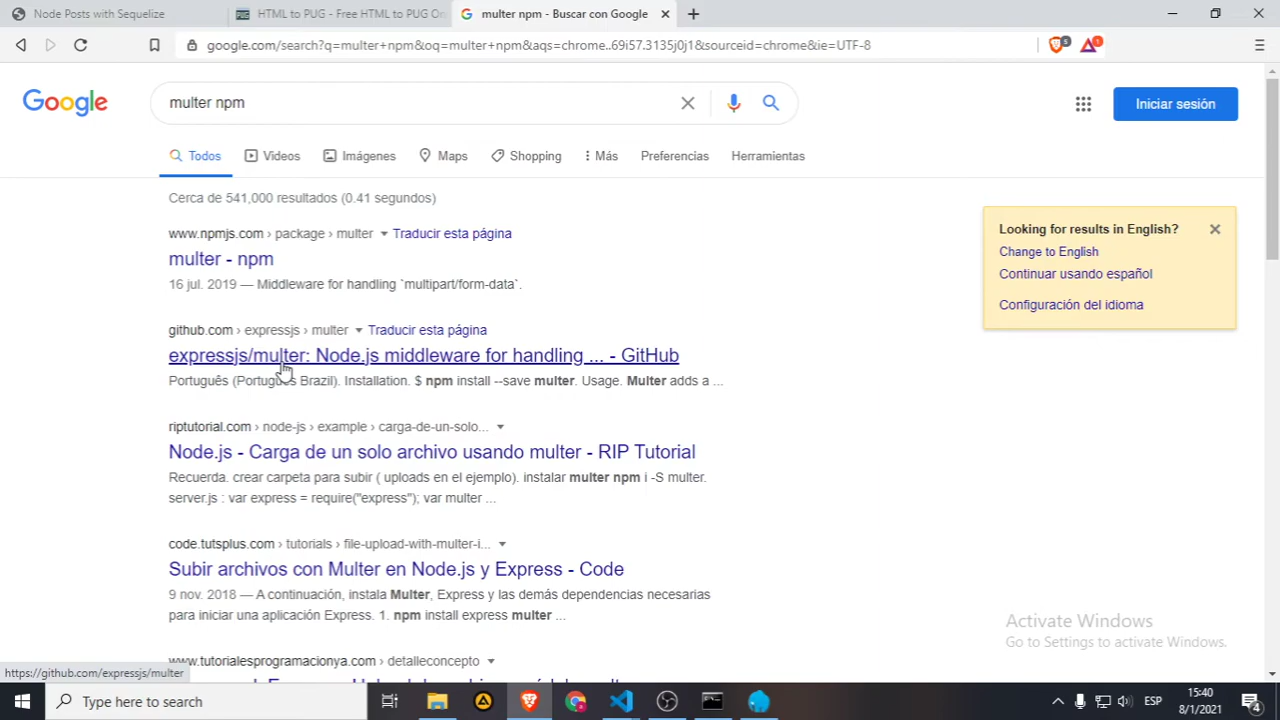 Node Posts with Sequelize
HTML to PUG - Free HTML to PUG On
multer npm - Buscar con Google
google.com/search?q=multer+npm&oq=multer+npm&aqs=chrome..69i57.3135j0j1&sourceid=chrome&ie=UTF-8
5
1
Google
multer npm
Iniciar sesión
Todos
Videos
Imágenes
Maps
Shopping
Más
Preferencias
Herramientas
Cerca de 541,000 resultados (0.41 segundos)
www.npmjs.com › package › multer
Traducir esta página
multer - npm
16 jul. 2019 — Middleware for handling `multipart/form-data`.
github.com › expressjs › multer
Traducir esta página
expressjs/multer: Node.js middleware for handling ... - GitHub
Português (Portugues Brazil). Installation. $ npm install --save multer. Usage. Multer adds a ...
riptutorial.com › node-js › example › carga-de-un-solo...
Node.js - Carga de un solo archivo usando multer - RIP Tutorial
Recuerda. crear carpeta para subir ( uploads en el ejemplo). instalar multer npm i -S multer.
server.js : var express = require("express"); var multer ...
code.tutsplus.com › tutorials › file-upload-with-multer-i...
Subir archivos con Multer en Node.js y Express - Code
9 nov. 2018 — A continuación, instala Multer, Express y las demás dependencias necesarias
para iniciar una aplicación Express. 1. npm install express multer ...
www.tutorialesprogramacionya.com › detalleconcepto
Looking for results in English?
Change to English
Continuar usando español
Configuración del idioma
Activate Windows
Go to Settings to activate Windows.
https://github.com/expressjs/multer
Type here to search
ESP
15:40
8/1/2021
4